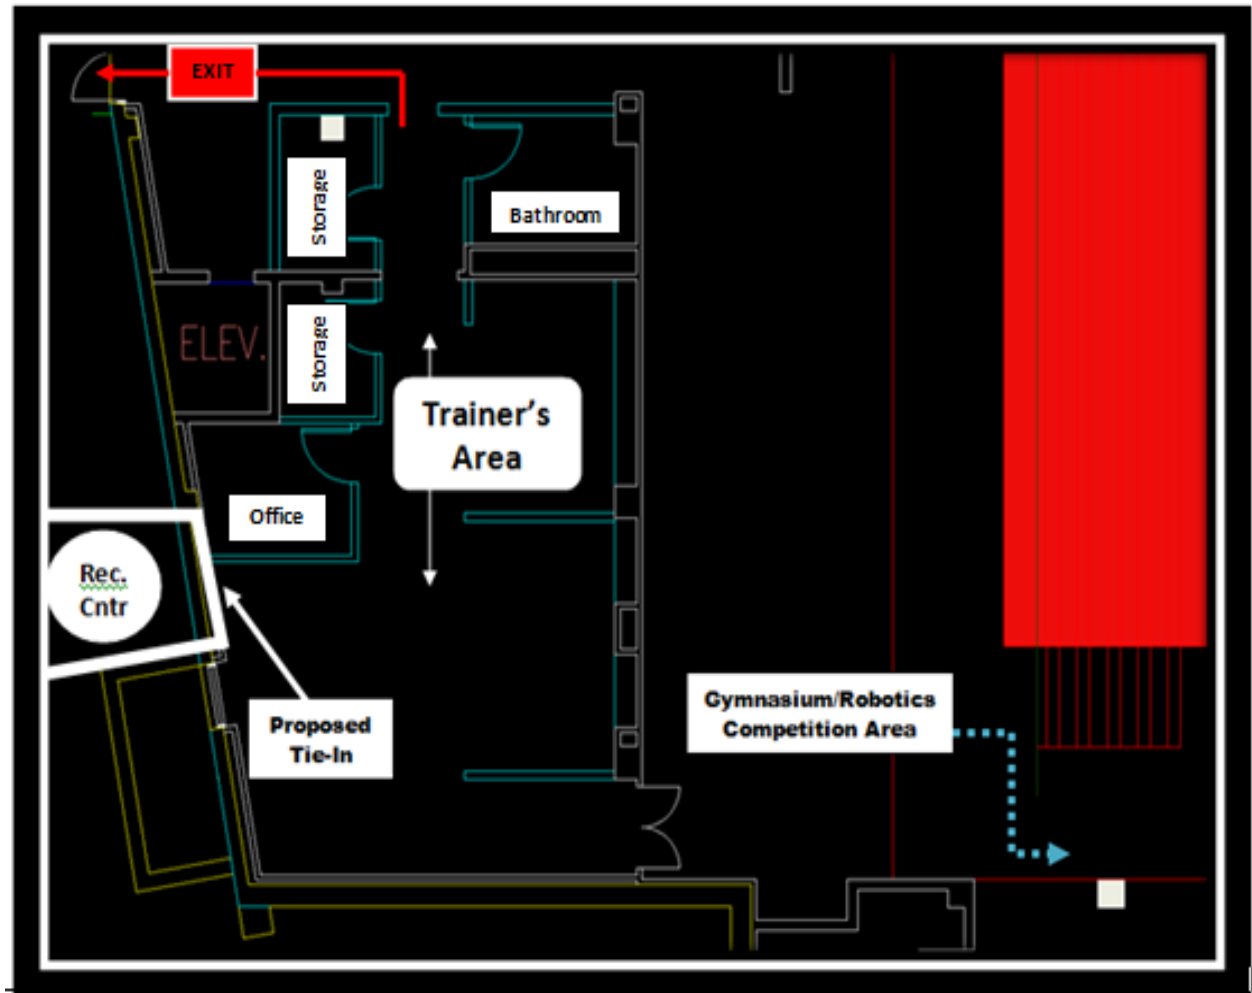 EXIT
Storage
Bathroom
ELEV.
Storage
Trainer's
Area
Office
Rec.
Cntr
Proposed
Tie-In
Gymnasium/Robotics
Competition Area